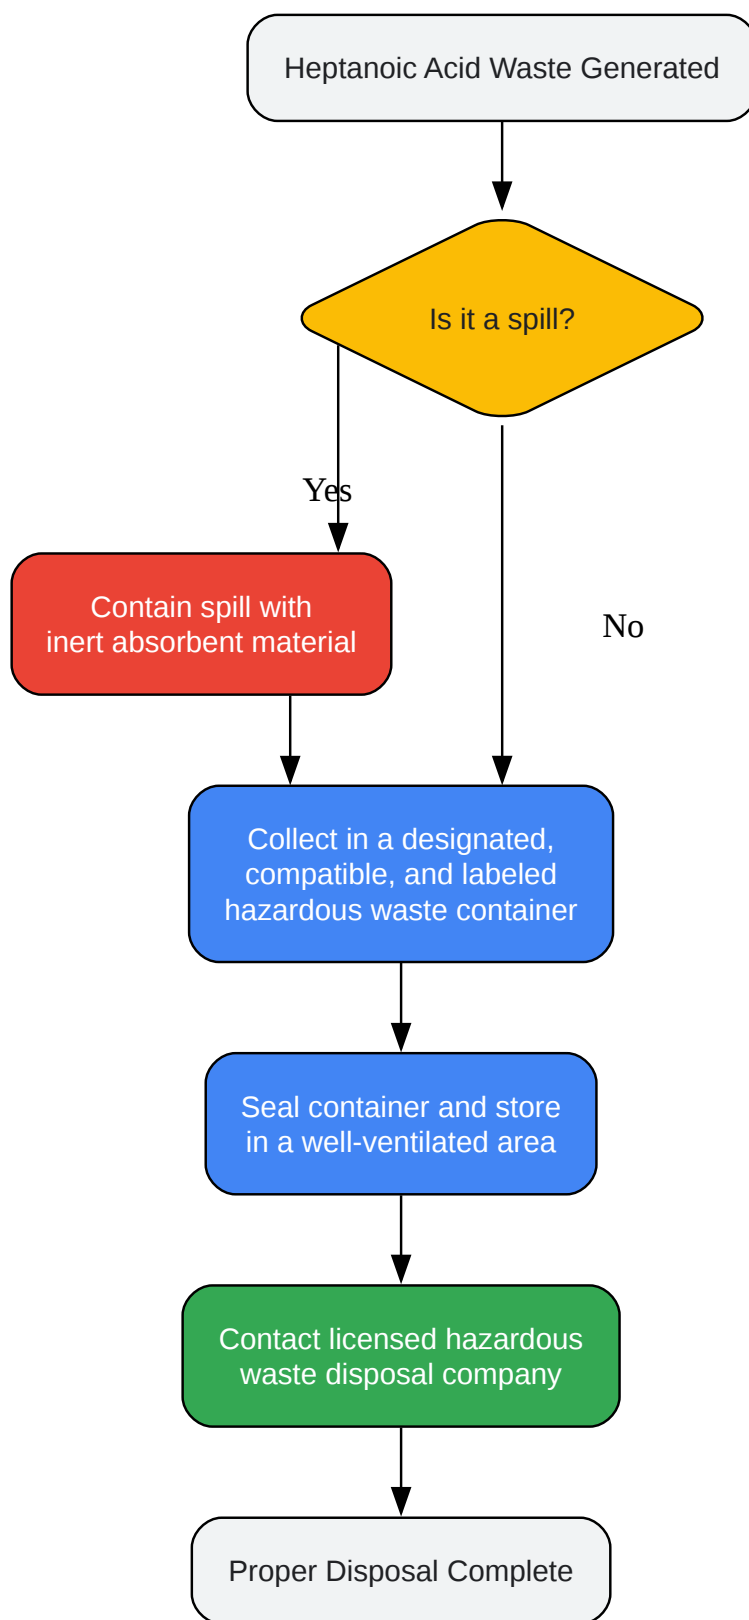 Heptanoic Acid Waste Generated
Is it a spill?
Yes
Contain spill with
inert absorbent material
No
Collect in a designated,
compatible, and labeled
hazardous waste container
Seal container and store
in a well-ventilated area
Contact licensed hazardous
waste disposal company
Proper Disposal Complete